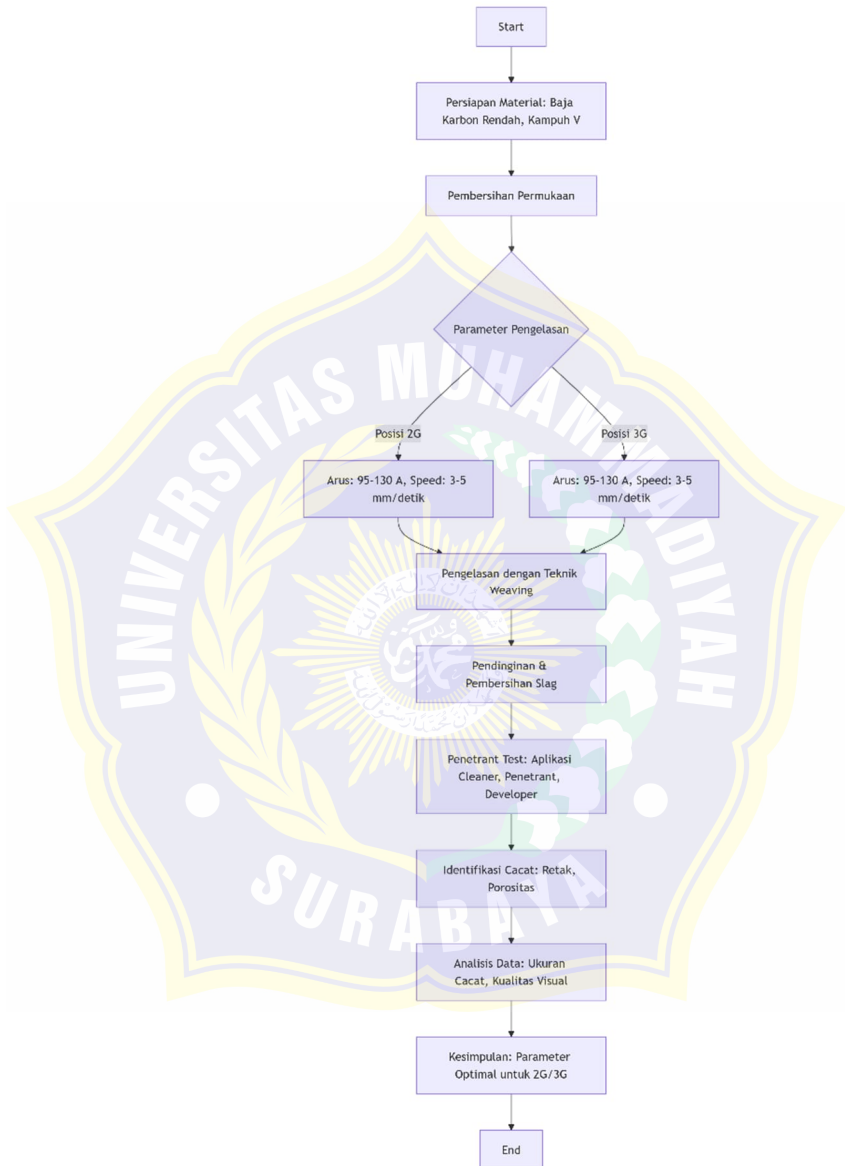 Start
Persiapan Material: Baja
Karbon Rendah, Kampuh V
Pembersihan Permukaan
Parameter Pengelasan
Posisi 2G
Posisi 3G
Arus: 95-130 A, Speed: 3-5
mm/detik
Arus: 95-130 A, Speed: 3-5
mm/detik
Pengelasan dengan Teknik
Weaving
Pendinginan &
Pembersihan Slag
Penetrant Test: Aplikasi
Cleaner, Penetrant,
Developer
Identifikasi Cacat: Retak,
Porositas
Analisis Data: Ukuran
Cacat, Kualitas Visual
Kesimpulan: Parameter
Optimal untuk 2G/3G
End
UNIVERSITAS MUHAMMADIYAH
SURABAYA